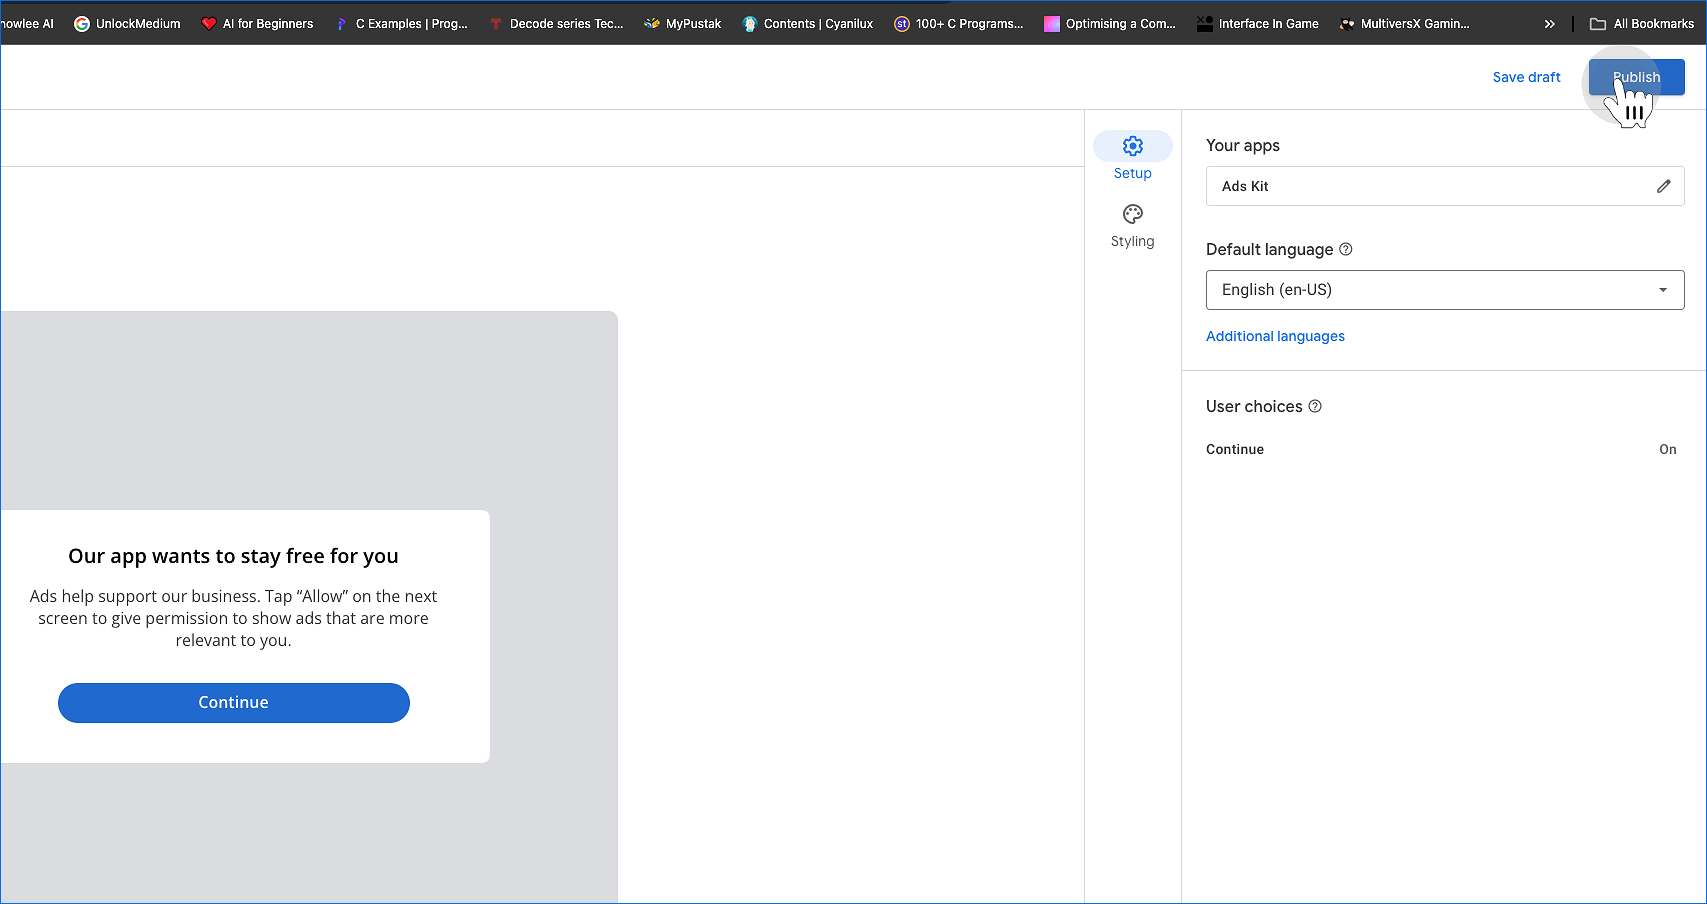 nowlee AI UnlockMedium AI for Beginners C Examples | Prog... Decode series Tec... MyPustak Contents | Cyanilux st 100+ C Programs... Optimising a Com... Interface In Game MultiversX Gamin... » All Bookmarks
Save draft Publish
Setup
Styling
Your apps
Ads Kit
Default language
English (en-US)
Additional languages
User choices
Continue On
Our app wants to stay free for you
Ads help support our business. Tap “Allow” on the next
screen to give permission to show ads that are more
relevant to you.
Continue